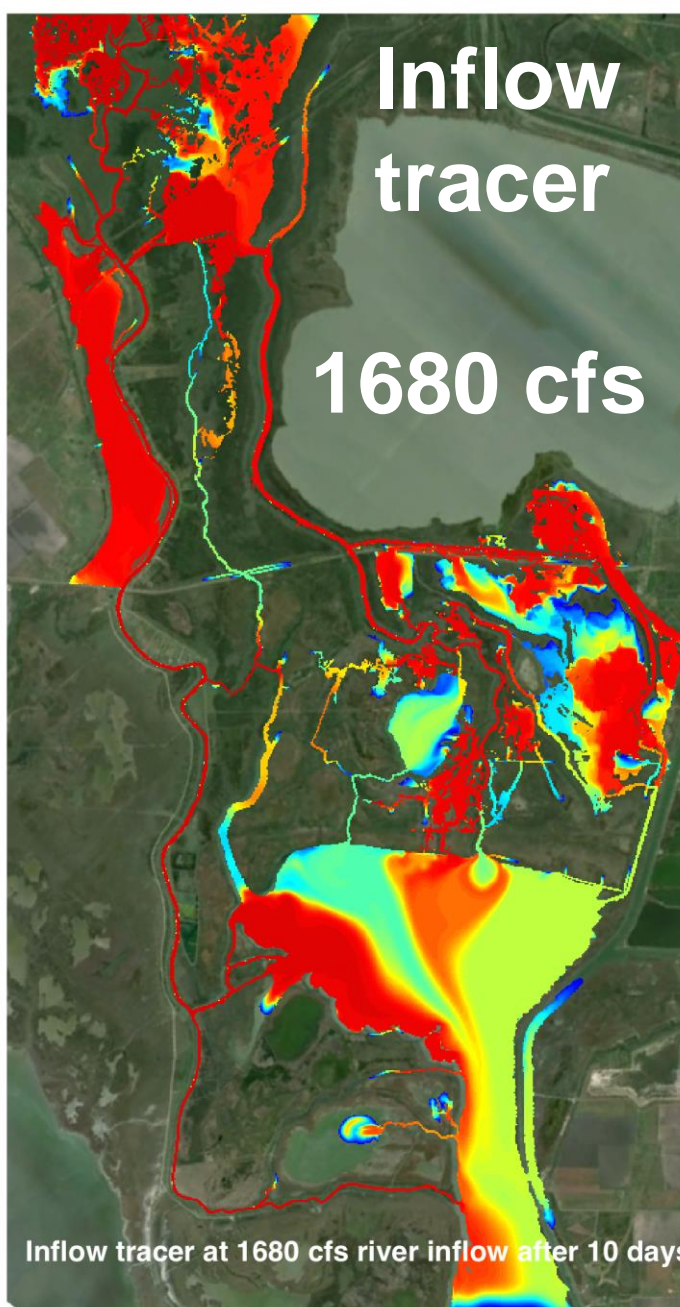 Inflow
tracer
1680 cfs
Inflow tracer at 1680 cfs river inflow after 10 days